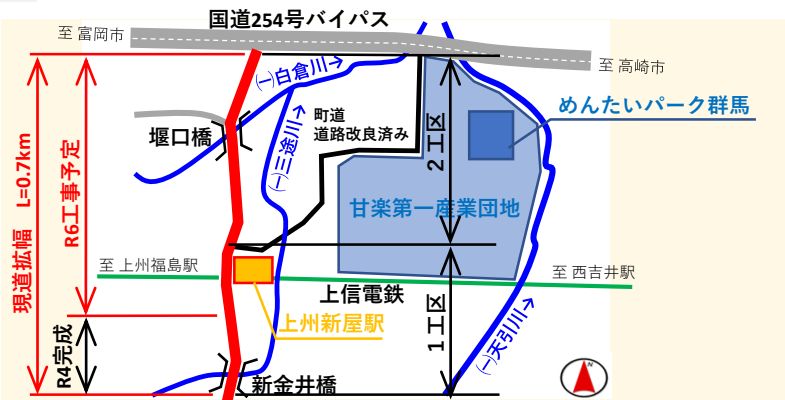 国道254号バイパス
至 富岡市
至 高崎市
(一)白倉川→
町道
道路改良済み
めんたいパーク群馬
堰口橋
(一)三途川→
2工区
現道拡幅 L=0.7km
R6工事予定
甘楽第一産業団地
至 上州福島駅
至 西吉井駅
上信電鉄
上州新屋駅
1工区
(一)天引川→
R4完成
新金井橋
N